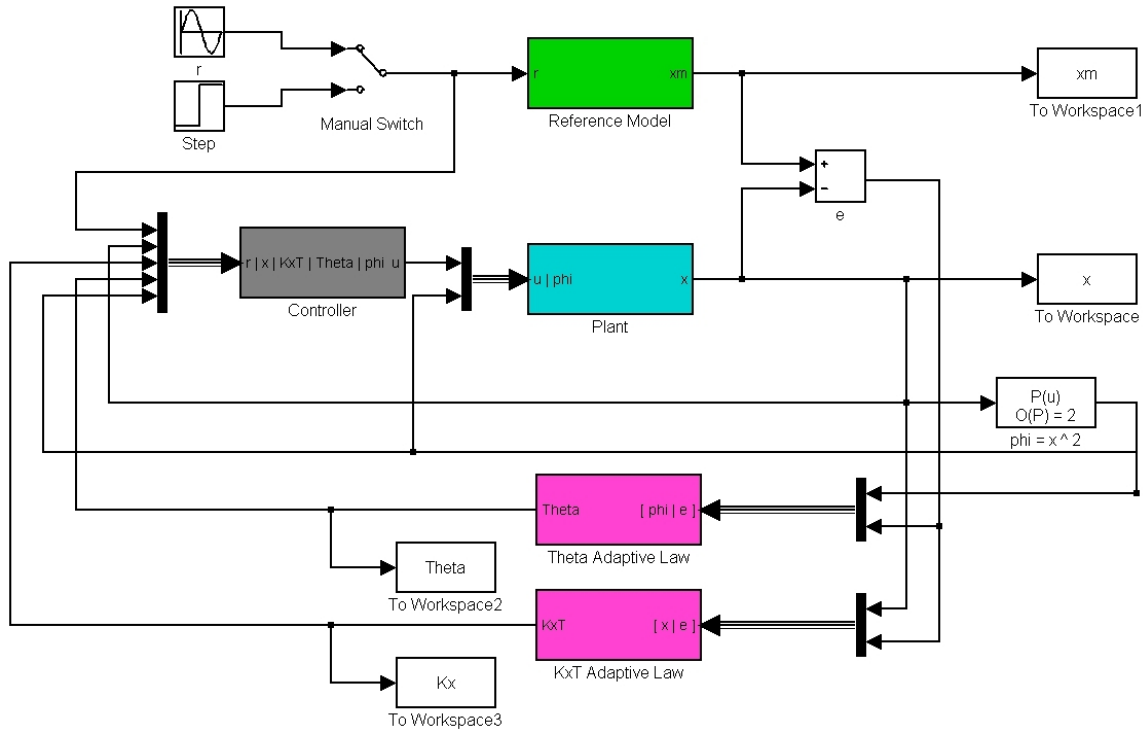 r
Step
Manual Switch
r xm
Reference Model
xm
To Workspace1
+
−
e
r | x | KxT | Theta | phi u
Controller
u | phi x
Plant
x
To Workspace
P(u)
O(P) = 2
phi = x ^ 2
Theta [ phi | e ]
Theta Adaptive Law
Theta
To Workspace2
KxT [ x | e ]
KxT Adaptive Law
Kx
To Workspace3